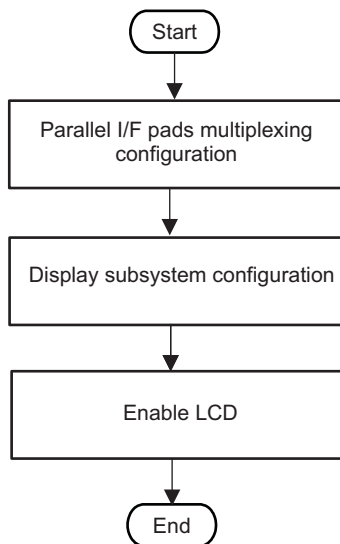 Start
Parallel I/F pads multiplexing
configuration
Display subsystem configuration
Enable LCD
End